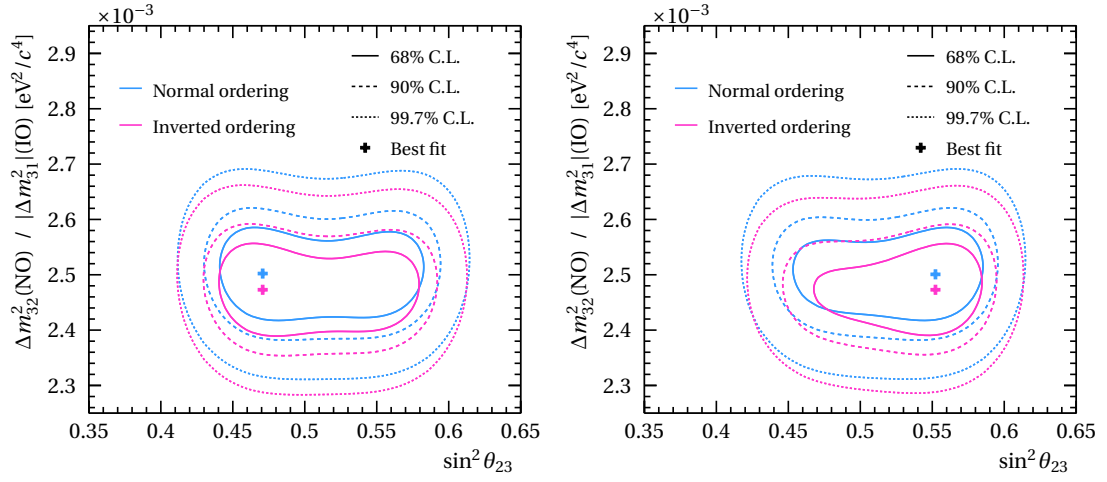 ×10⁻³
Δm²₃₂(NO) / |Δm²₃₁|(IO) [eV²/c⁴]
2.9
2.8
2.7
2.6
2.5
2.4
2.3
0.35 0.4 0.45 0.5 0.55 0.6 0.65
sin² θ₂₃
Normal ordering
Inverted ordering
68% C.L.
90% C.L.
99.7% C.L.
Best fit
×10⁻³
Δm²₃₂(NO) / |Δm²₃₁|(IO) [eV²/c⁴]
2.9
2.8
2.7
2.6
2.5
2.4
2.3
0.35 0.4 0.45 0.5 0.55 0.6 0.65
sin² θ₂₃
Normal ordering
Inverted ordering
68% C.L.
90% C.L.
99.7% C.L.
Best fit